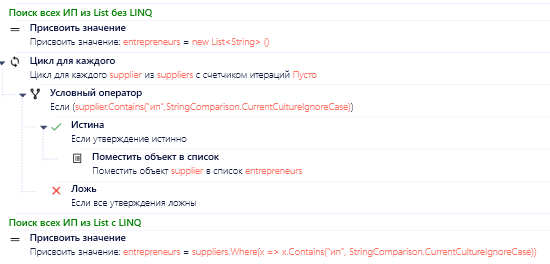 Поиск всех ИП из List без LINQ
Присвоить значение
Присвоить значение: entrepreneurs = new List<String> ()
Цикл для каждого
Цикл для каждого supplier из suppliers с счетчиком итераций Пусто
Условный оператор
Если (supplier.Contains("ип",StringComparison.CurrentCultureIgnoreCase))
Истина
Если утверждение истинно
Поместить объект в список
Поместить объект supplier в список entrepreneurs
Ложь
Если все утверждения ложны
Поиск всех ИП из List с LINQ
Присвоить значение
Присвоить значение: entrepreneurs = suppliers.Where(x => x.Contains("ип", StringComparison.CurrentCultureIgnoreCase))